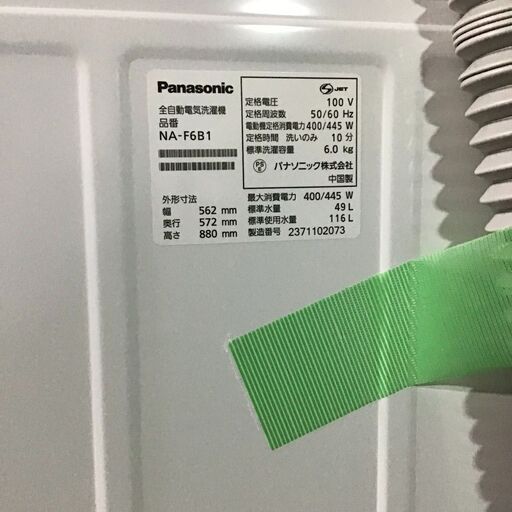 Panasonic
全自動電気洗濯機
品番
NA-F6B1
外形寸法
幅 562 mm
奥行 572 mm
高さ 880 mm
JET
定格電圧 100 V
定格周波数 50/60 Hz
電動機定格消費電力 400/445 W
定格時間 洗いのみ 10 分
標準洗濯容量 6.0 kg
PS E パナソニック株式会社
中国製
最大消費電力 400/445 W
標準水量 49 L
標準使用水量 116 L
製造番号 2371102073